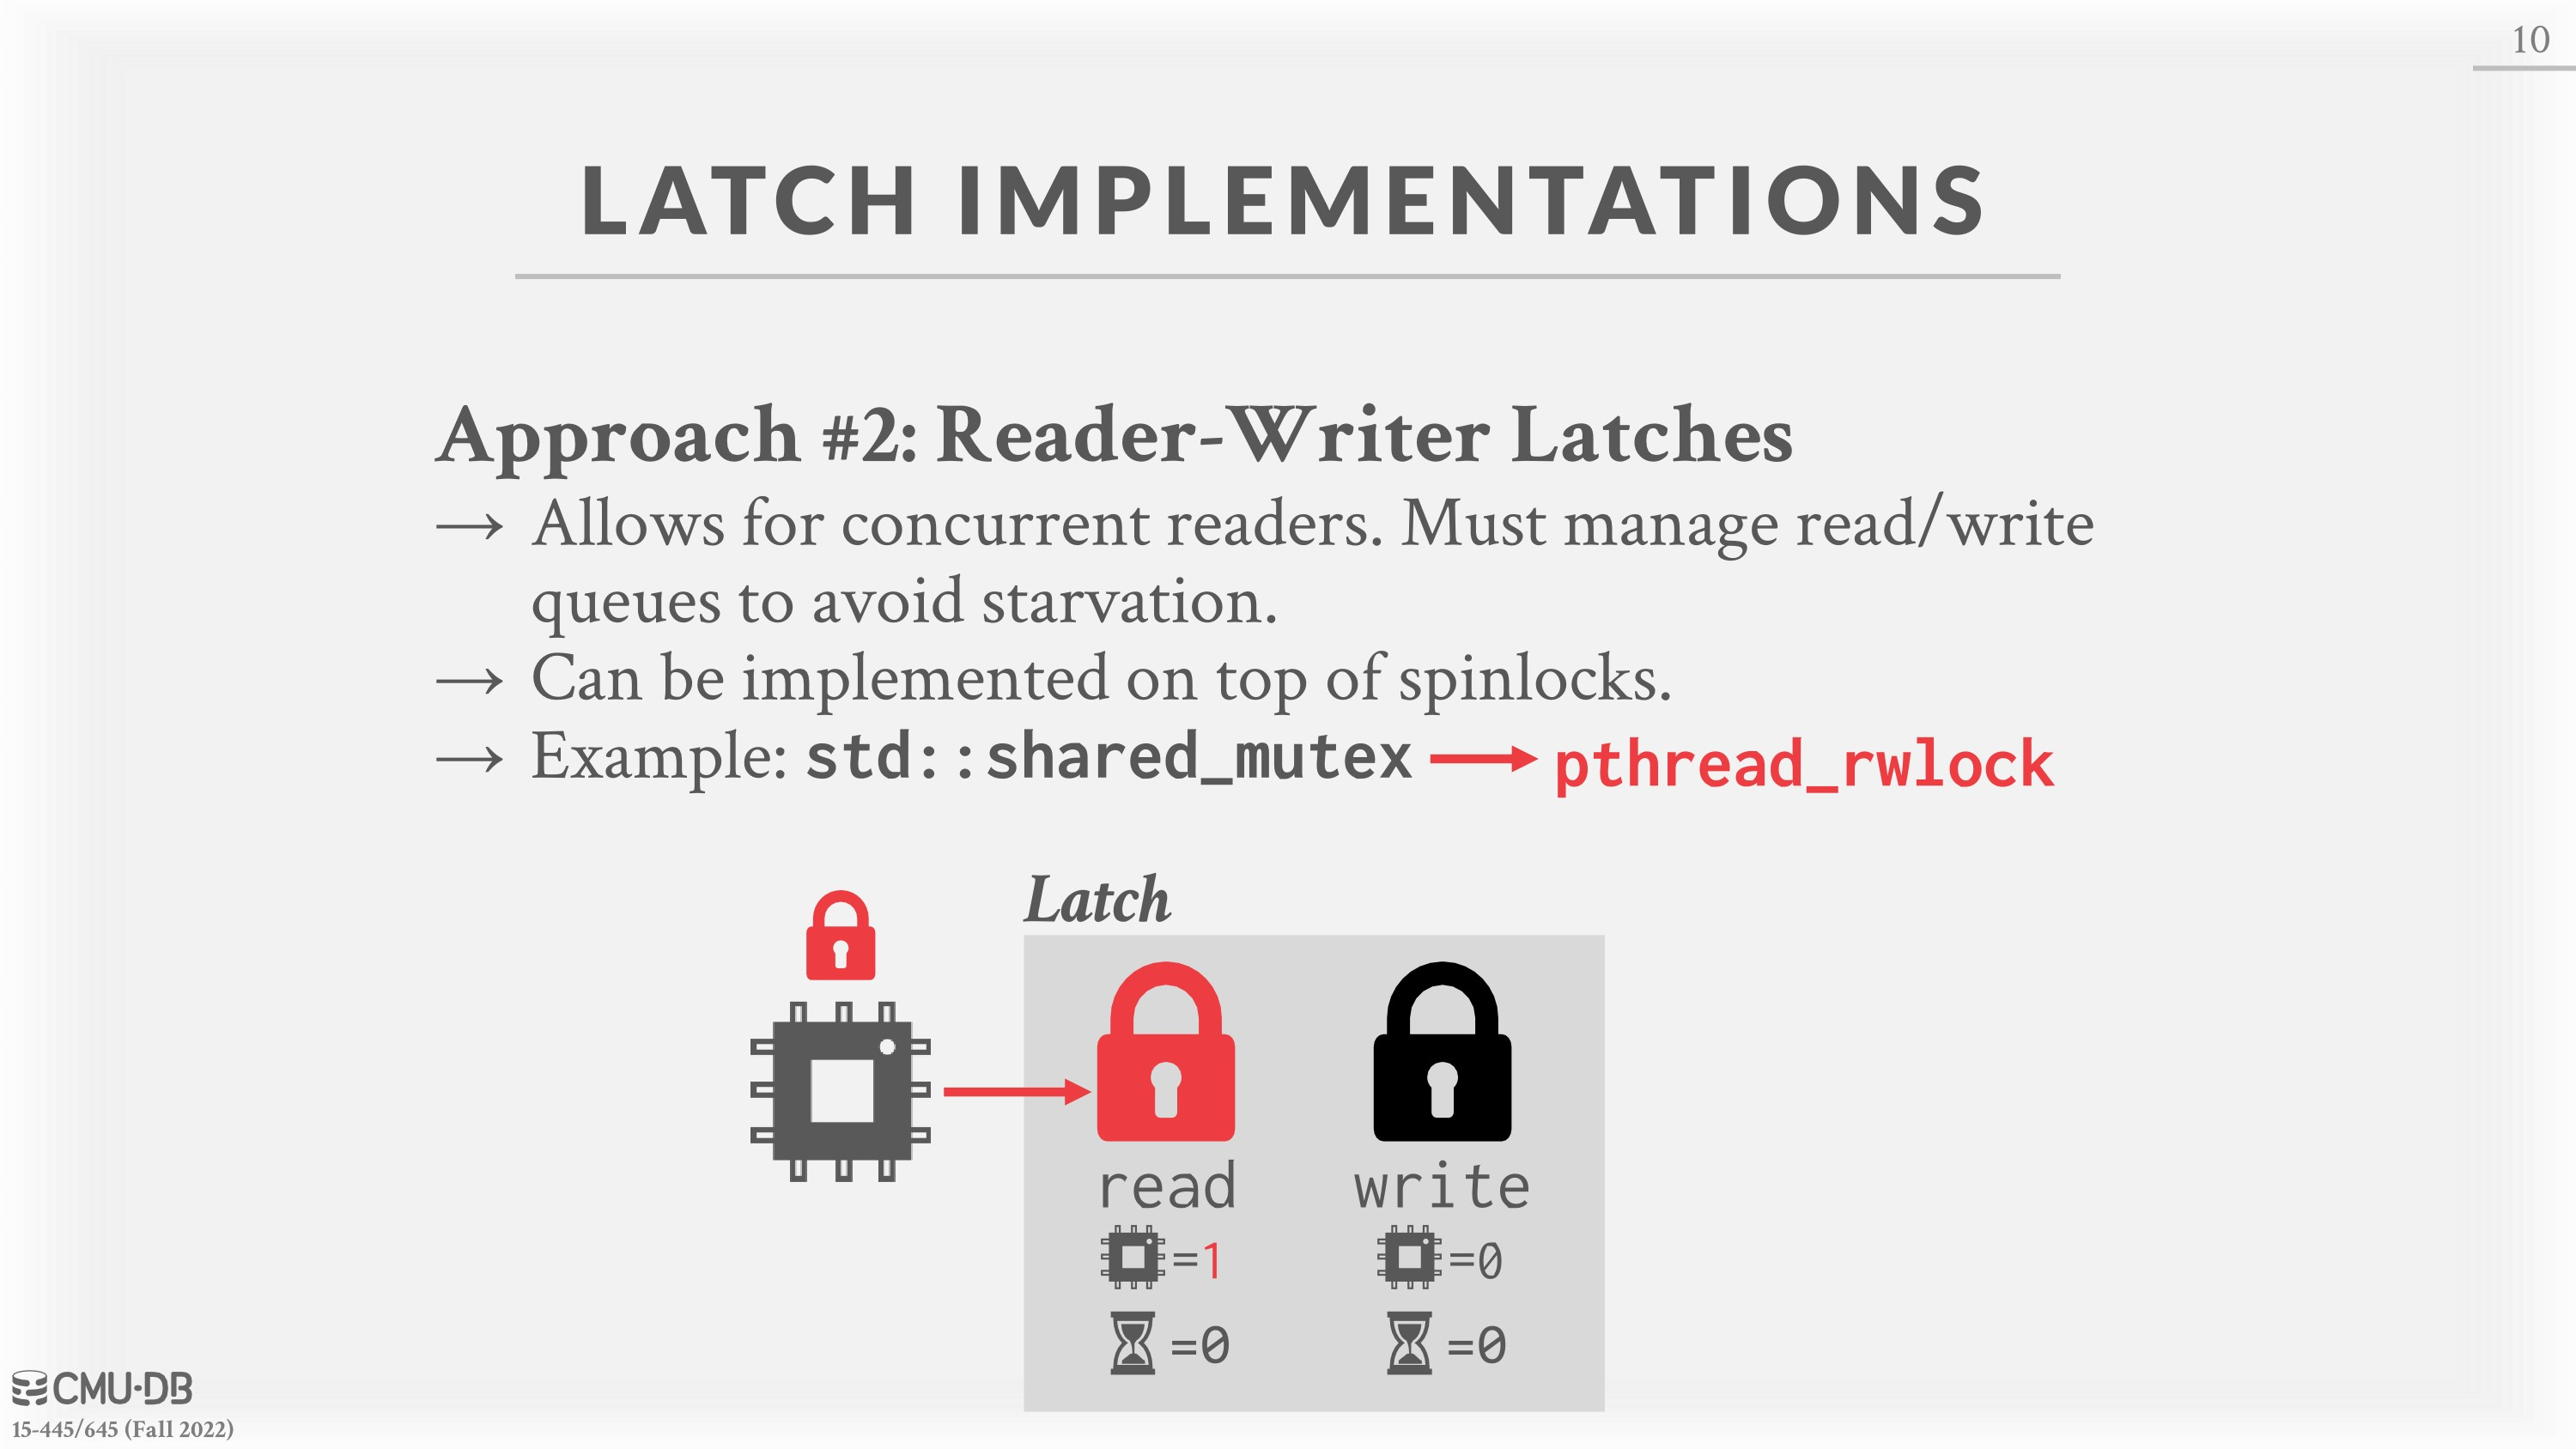 10
LATCH IMPLEMENTATIONS
Approach #2: Reader-Writer Latches
→ Allows for concurrent readers. Must manage read/write
queues to avoid starvation.
→ Can be implemented on top of spinlocks.
→ Example: std::shared_mutex → pthread_rwlock
Latch
read write
=1 =0
=0 =0
CMU·DB
15-445/645 (Fall 2022)